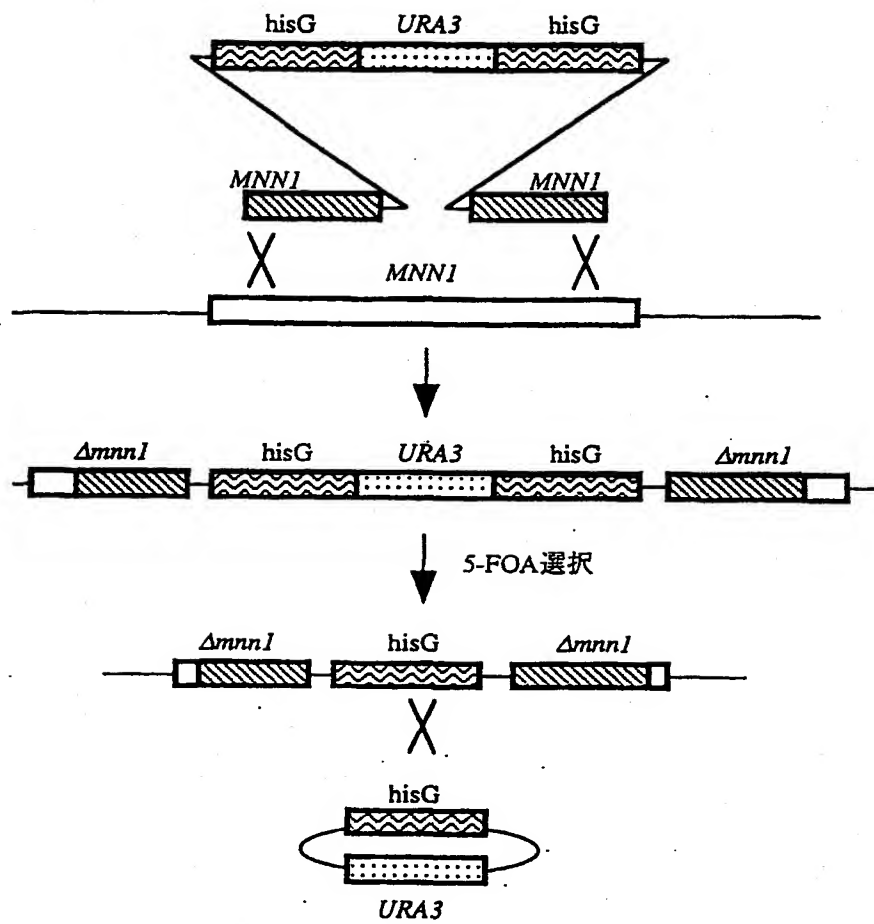 hisG URA3 hisG
MNN1 MNN1
MNN1
Δmnn1 hisG URA3 hisG Δmnn1
5-FOA選択
Δmnn1 hisG Δmnn1
hisG
URA3